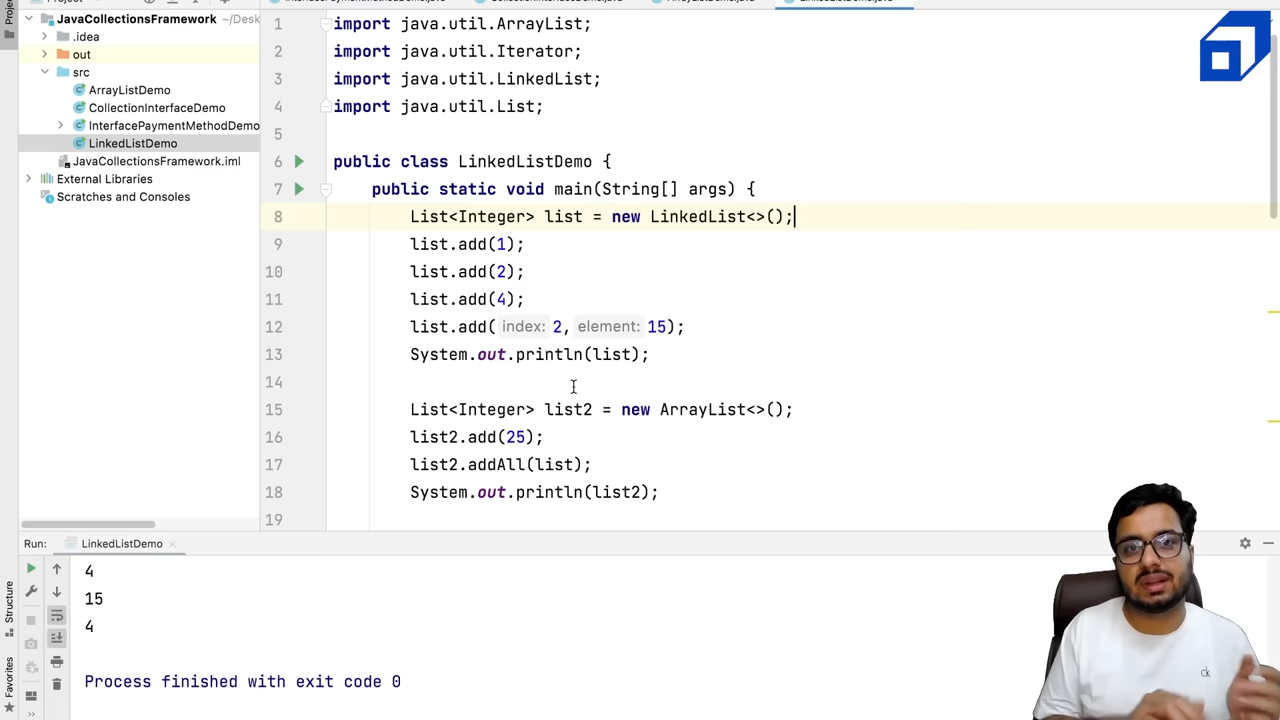 JavaCollectionsFramework ~/Desk
.idea
out
src
ArrayListDemo
CollectionInterfaceDemo
InterfacePaymentMethodDemo
LinkedListDemo
JavaCollectionsFramework.iml
External Libraries
Scratches and Consoles
1 import java.util.ArrayList;
2 import java.util.Iterator;
3 import java.util.LinkedList;
4 import java.util.List;
5
6 public class LinkedListDemo {
7 public static void main(String[] args) {
8 List<Integer> list = new LinkedList<>();
9 list.add(1);
10 list.add(2);
11 list.add(4);
12 list.add( index: 2, element: 15);
13 System.out.println(list);
14
15 List<Integer> list2 = new ArrayList<>();
16 list2.add(25);
17 list2.addAll(list);
18 System.out.println(list2);
19
Run: LinkedListDemo
4
15
4
Process finished with exit code 0
Structure
Favorites
ck